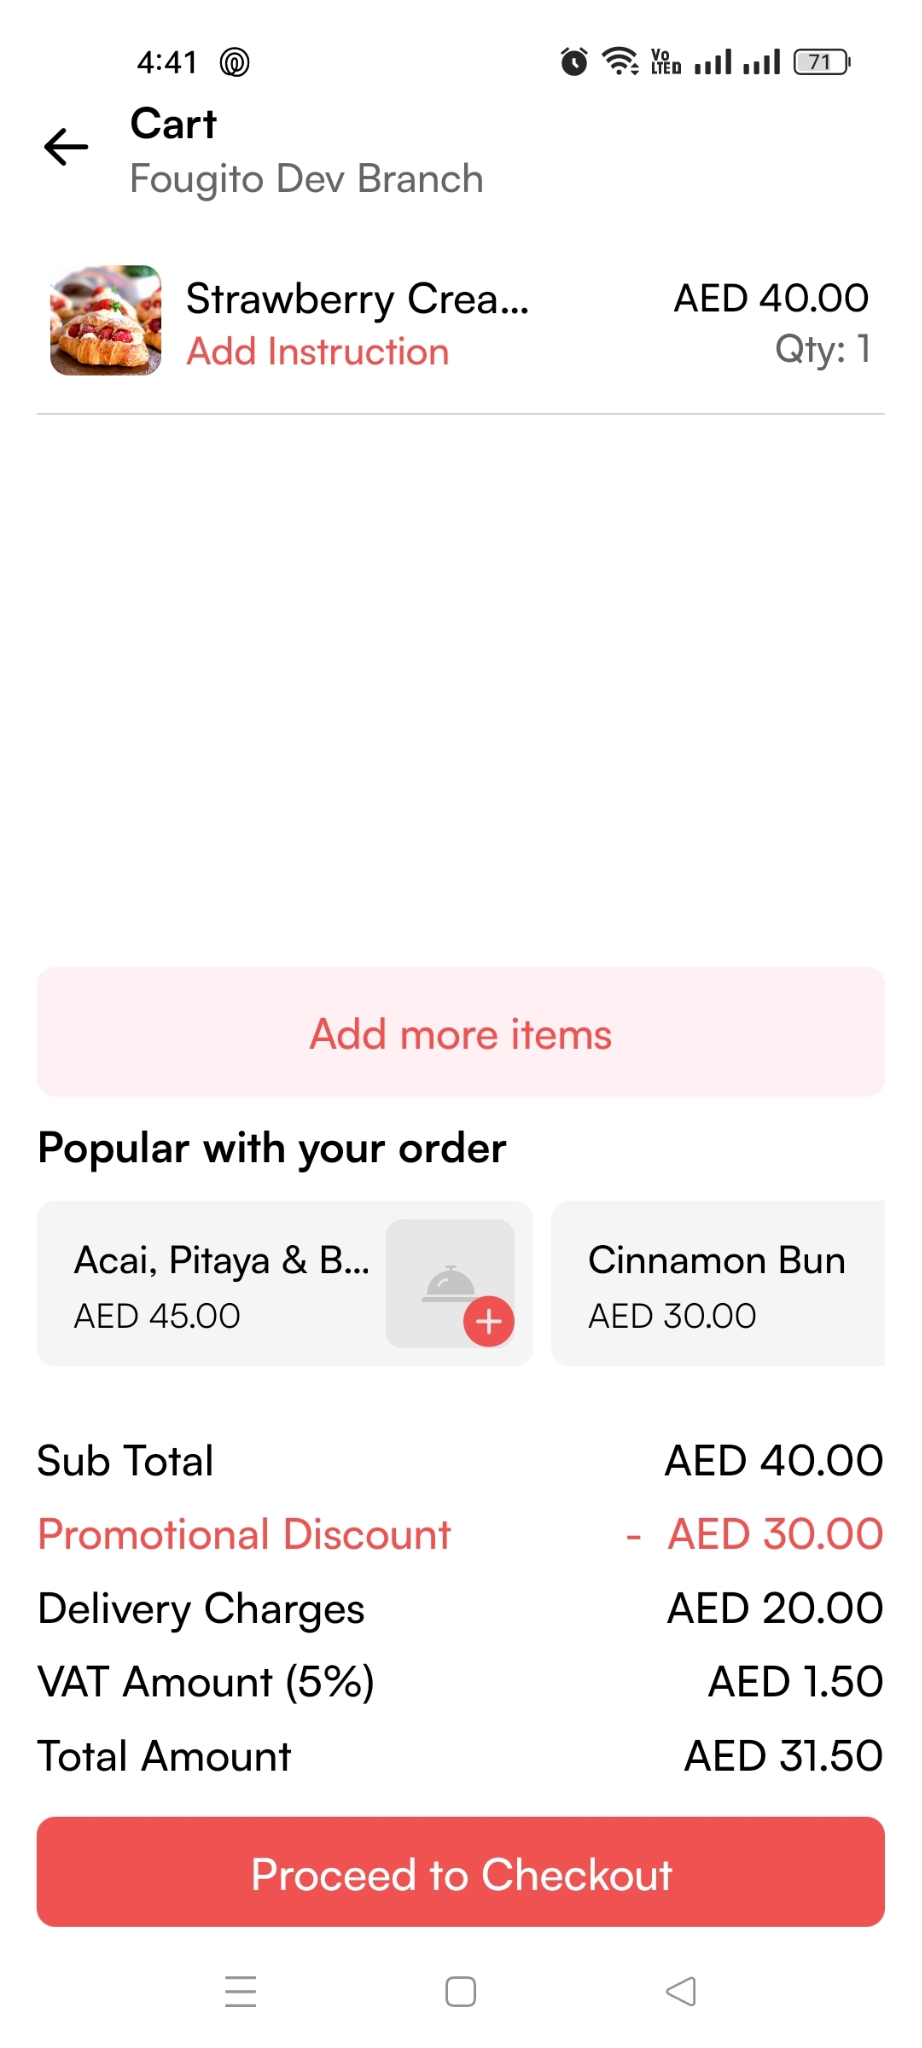 4:41
VoLTED
71
Cart
Fougito Dev Branch
Strawberry Crea...
AED 40.00
Add Instruction
Qty: 1
Add more items
Popular with your order
Acai, Pitaya & B...
AED 45.00
Cinnamon Bun
AED 30.00
Sub Total AED 40.00
Promotional Discount - AED 30.00
Delivery Charges AED 20.00
VAT Amount (5%) AED 1.50
Total Amount AED 31.50
Proceed to Checkout